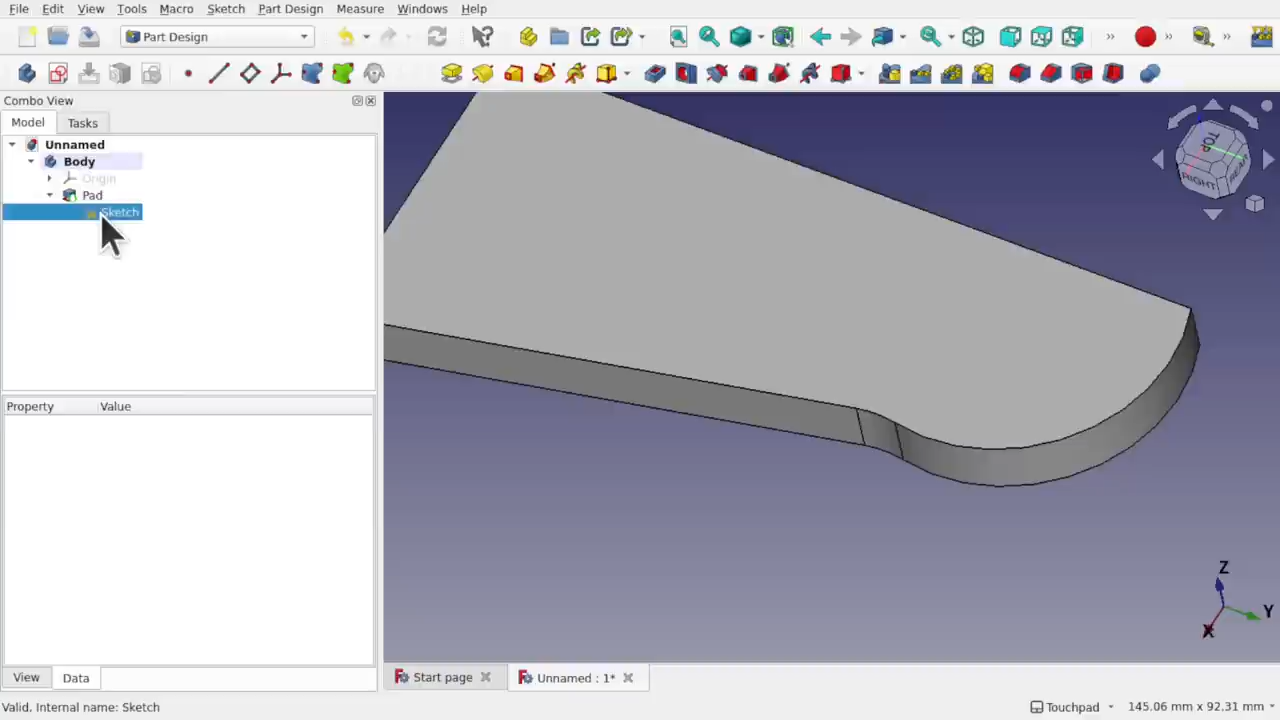 File Edit View Tools Macro Sketch Part Design Measure Windows Help
Part Design
Combo View
Model Tasks
Unnamed
Body
Origin
Pad
Sketch
Property Value
View Data
TOP
RIGHT
Z
Y
X
Start page Unnamed : 1*
Valid, Internal name: Sketch Touchpad 145.06 mm x 92.31 mm